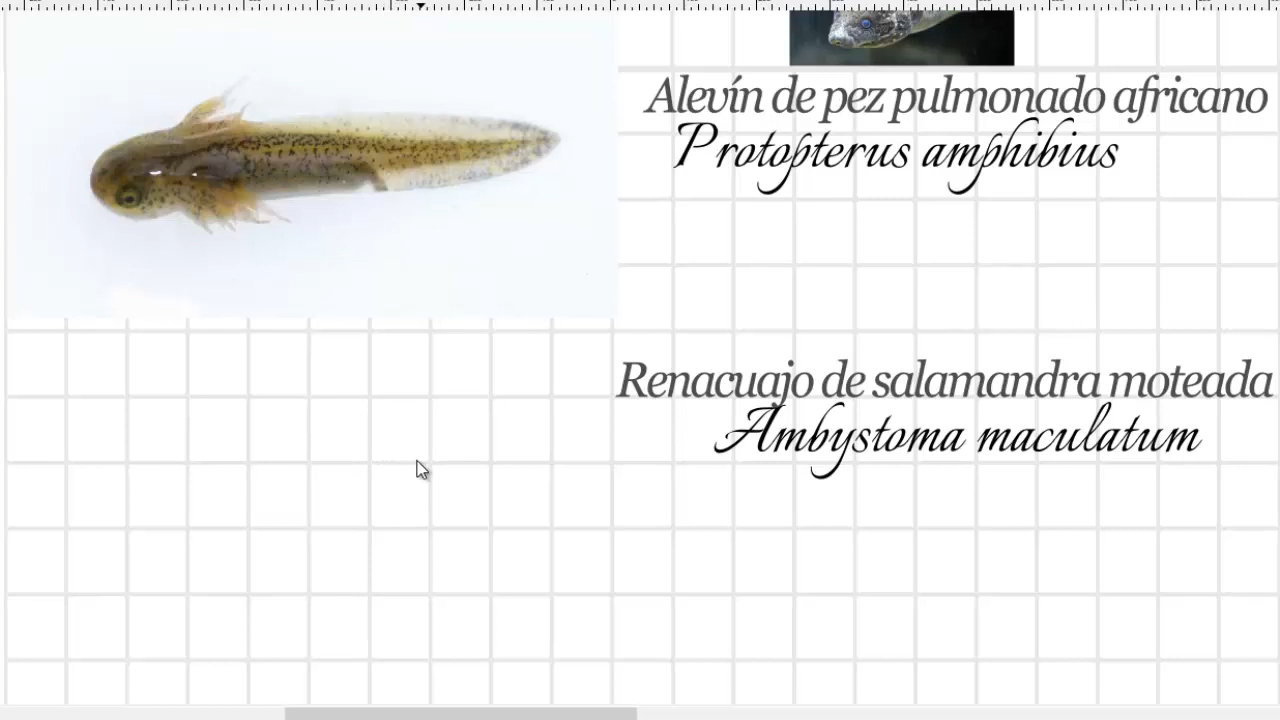 Alevín de pez pulmonado africano
Protopterus amphibius
Renacuajo de salamandra moteada
Ambystoma maculatum